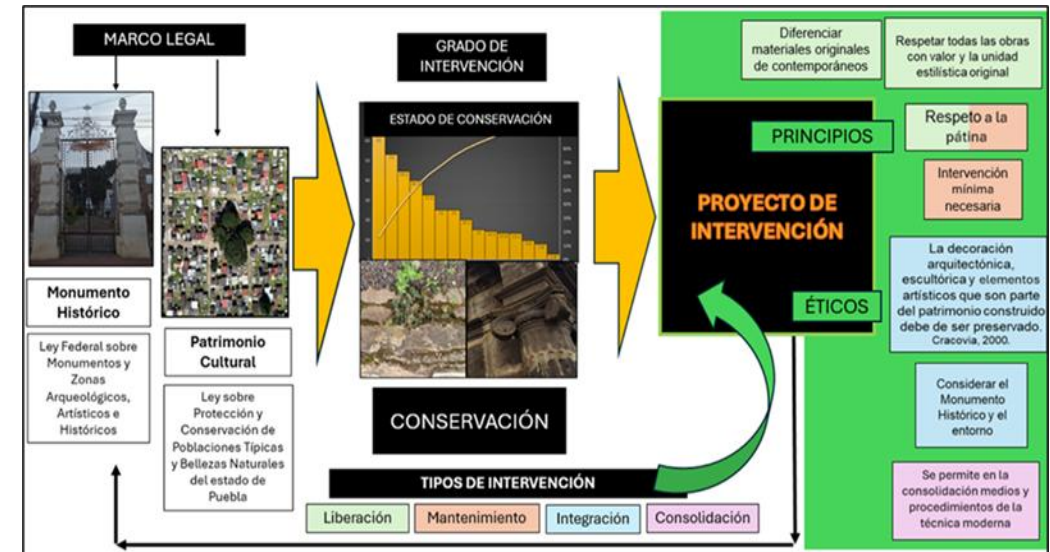 MARCO LEGAL
Monumento
Histórico
Ley Federal sobre
Monumentos y
Zonas
Arqueológicos,
Artísticos e
Históricos
Patrimonio
Cultural
Ley sobre
Protección y
Conservación de
Poblaciones Típicas
y Bellezas Naturales
del estado de
Puebla
GRADO DE
INTERVENCIÓN
ESTADO DE CONSERVACIÓN
CONSERVACIÓN
TIPOS DE INTERVENCIÓN
Liberación
Mantenimiento
Integración
Consolidación
PROYECTO DE
INTERVENCIÓN
PRINCIPIOS
ÉTICOS
Diferenciar
materiales originales
de contemporáneos
Respetar todas las obras
con valor y la unidad
estilística original
Respeto a la
pátina
Intervención
mínima
necesaria
La decoración
arquitectónica,
escultórica y elementos
artísticos que son parte
del patrimonio construido
debe de ser preservado.
Cracovia, 2000.
Considerar el
Monumento
Histórico y el
entorno
Se permite en la
consolidación medios y
procedimientos de la
técnica moderna